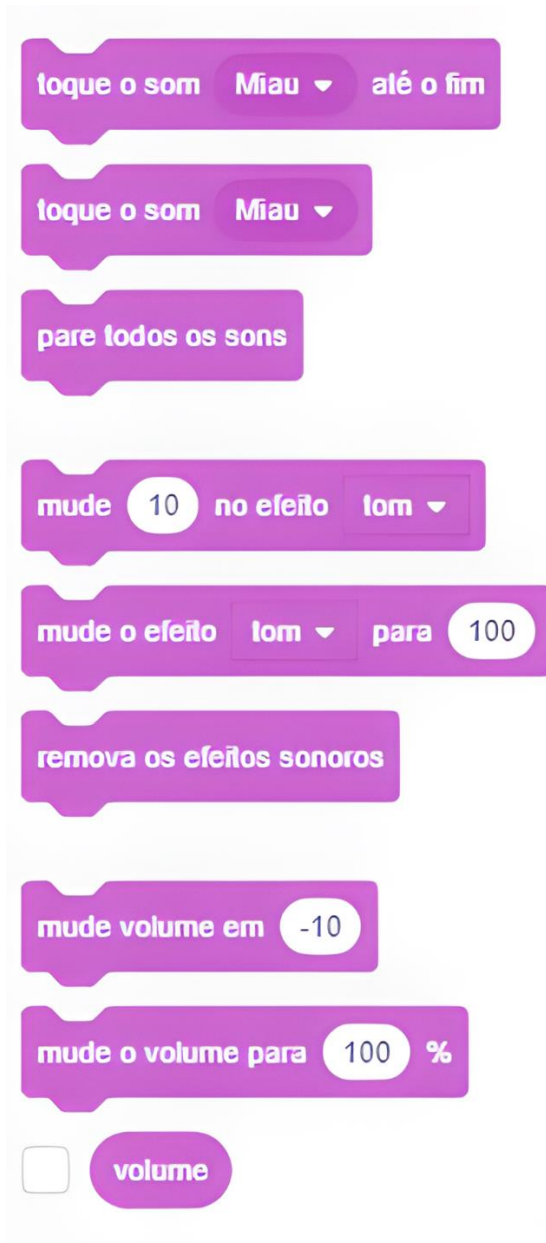 toque o som Miau até o fim
toque o som Miau
pare todos os sons
mude 10 no efeito tom
mude o efeito tom para 100
remova os efeitos sonoros
mude volume em -10
mude o volume para 100 %
volume